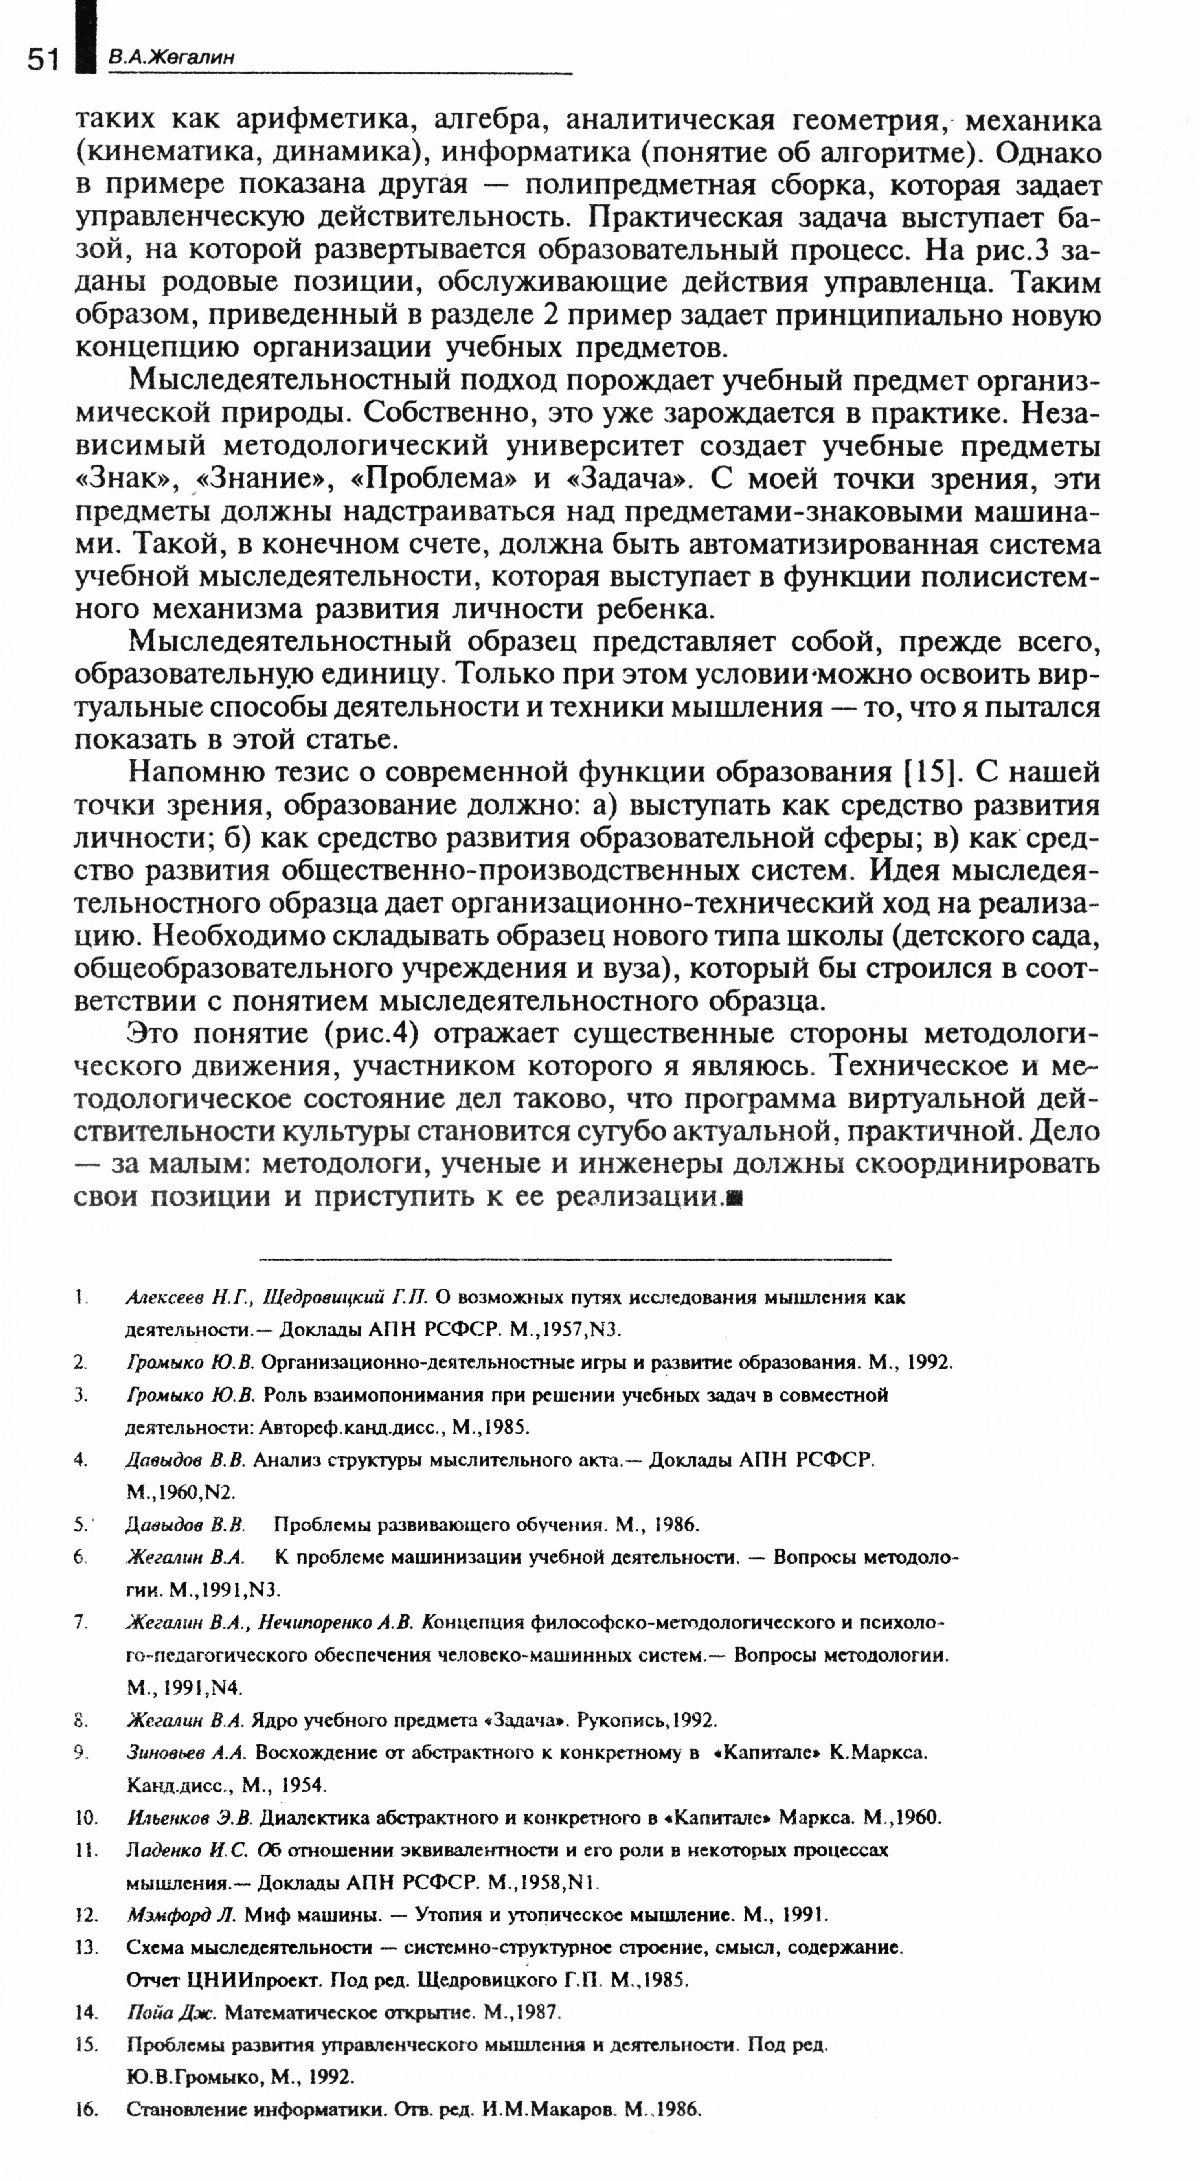 51
В.А.Жегалин
таких как арифметика, алгебра, аналитическая геометрия, механика
(кинематика, динамика), информатика (понятие об алгоритме). Однако
в примере показана другая — полипредметная сборка, которая задает
управленческую действительность. Практическая задача выступает ба-
зой, на которой развертывается образовательный процесс. На рис.3 за-
даны родовые позиции, обслуживающие действия управленца. Таким
образом, приведенный в разделе 2 пример задает принципиально новую
концепцию организации учебных предметов.
Мыследеятельностный подход порождает учебный предмет организ-
мической природы. Собственно, это уже зарождается в практике. Неза-
висимый методологический университет создает учебные предметы
«Знак», «Знание», «Проблема» и «Задача». С моей точки зрения, эти
предметы должны надстраиваться над предметами-знаковыми машина-
ми. Такой, в конечном счете, должна быть автоматизированная система
учебной мыследеятельности, которая выступает в функции полисистем-
ного механизма развития личности ребенка.
Мыследеятельностный образец представляет собой, прежде всего,
образовательную единицу. Только при этом условии можно освоить вир-
туальные способы деятельности и техники мышления — то, что я пытался
показать в этой статье.
Напомню тезис о современной функции образования [15]. С нашей
точки зрения, образование должно: а) выступать как средство развития
личности; б) как средство развития образовательной сферы; в) как сред-
ство развития общественно-производственных систем. Идея мыследея-
тельностного образца дает организационно-технический ход на реализа-
цию. Необходимо складывать образец нового типа школы (детского сада,
общеобразовательного учреждения и вуза), который бы строился в соот-
ветствии с понятием мыследеятельностного образца.
Это понятие (рис.4) отражает существенные стороны методологи-
ческого движения, участником которого я являюсь. Техническое и ме-
тодологическое состояние дел таково, что программа виртуальной дей-
ствительности культуры становится сугубо актуальной, практичной. Дело
— за малым: методологи, ученые и инженеры должны скоординировать
свои позиции и приступить к ее реализации.■
1. Алексеев Н.Г., Щедровицкий Г.П. О возможных путях исследования мышления как
деятельности.— Доклады АПН РСФСР. М.,1957,N3.
2. Громыко Ю.В. Организационно-деятельностные игры и развитие образования. М., 1992.
3. Громыко Ю.В. Роль взаимопонимания при решении учебных задач в совместной
деятельности: Автореф.канд.дисс., М.,1985.
4. Давыдов В.В. Анализ структуры мыслительного акта.— Доклады АПН РСФСР.
М.,1960,N2.
5. Давыдов В.В. Проблемы развивающего обучения. М., 1986.
6. Жегалин В.А. К проблеме машинизации учебной деятельности. — Вопросы методоло-
гии. М.,1991,N3.
7. Жегалин В.А., Нечипоренко А.В. Концепция философско-методологического и психоло-
го-педагогического обеспечения человеко-машинных систем.— Вопросы методологии.
М., 1991,N4.
8. Жегалин В.А. Ядро учебного предмета «Задача». Рукопись,1992.
9. Зиновьев А.А. Восхождение от абстрактного к конкретному в «Капитале» К.Маркса.
Канд.дисс., М., 1954.
10. Ильенков Э.В. Диалектика абстрактного и конкретного в «Капитале» Маркса. М.,1960.
11. Ладенко И.С. Об отношении эквивалентности и его роли в некоторых процессах
мышления.— Доклады АПН РСФСР. М.,1958,N1.
12. Мэмфорд Л. Миф машины. — Утопия и утопическое мышление. М., 1991.
13. Схема мыследеятельности — системно-структурное строение, смысл, содержание.
Отчет ЦНИИпроект. Под ред. Щедровицкого Г.П. М.,1985.
14. Пойа Дж. Математическое открытие. М.,1987.
15. Проблемы развития управленческого мышления и деятельности. Под ред.
Ю.В.Громыко, М., 1992.
16. Становление информатики. Отв. ред. И.М.Макаров. М.,1986.